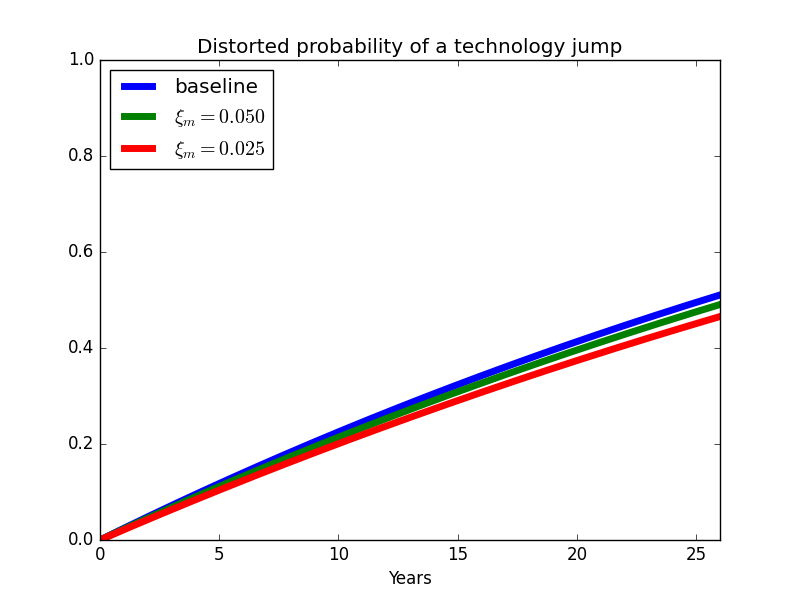 Distorted probability of a technology jump
1.0
0.8
0.6
0.4
0.2
0.0
baseline
ξₘ = 0.050
ξₘ = 0.025
0 5 10 15 20 25
Years